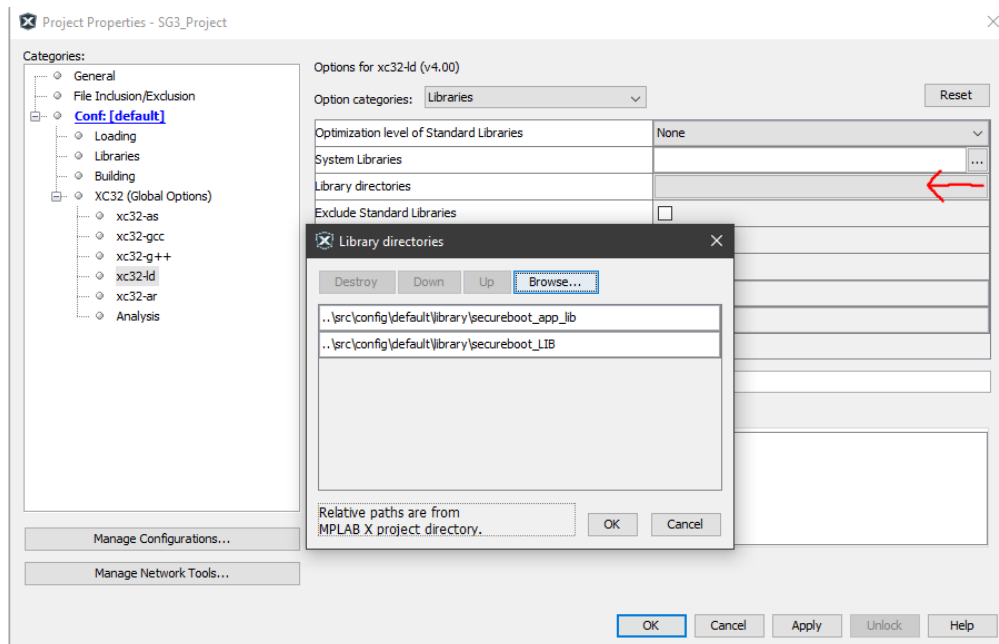 Project Properties - SG3_Project
Categories:
General
File Inclusion/Exclusion
Conf: [default]
Loading
Libraries
Building
XC32 (Global Options)
xc32-as
xc32-gcc
xc32-g++
xc32-ld
xc32-ar
Analysis
Manage Configurations...
Manage Network Tools...
Options for xc32-ld (v4.00)
Option categories: Libraries
Reset
Optimization level of Standard Libraries None
System Libraries ...
Library directories
Exclude Standard Libraries
Library directories
Destroy Down Up Browse...
..\src\config\default\library\secureboot_app_lib
..\src\config\default\library\secureboot_LIB
Relative paths are from
MPLAB X project directory.
OK Cancel
OK Cancel Apply Unlock Help